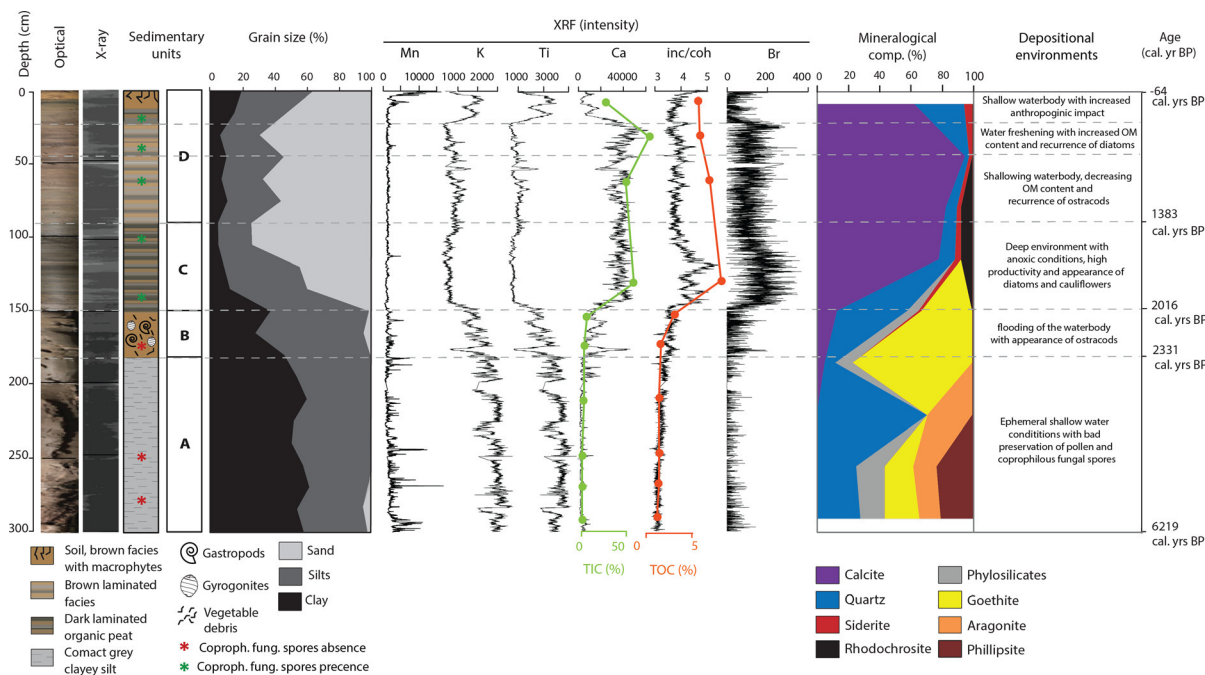 XRF (intensity)
Depth (cm)
Optical
X-ray
Sedimentary
units
Grain size (%)
Mn
K
Ti
Ca
inc/coh
Br
Mineralogical
comp. (%)
Depositional
environments
Age
(cal. yr BP)
0 20 40 60 80 100
0 10000
1000 2000
1000 3000
0 40000
3 4 5
0 200 400
0 20 40 60 80 100
0
50
100
150
200
250
300
D
C
B
A
-64
cal. yrs BP
1383
cal. yr BP
2016
cal. yrs BP
2331
cal. yrs BP
6219
cal. yrs BP
Shallow waterbody with increased
anthropoginic impact
Water freshening with increased OM
content and recurrence of diatoms
Shallowing waterbody, decreasing
OM content and
recurrence of ostracods
Deep environment with
anoxic conditions, high
productivity and appearance of
diatoms and cauliflowers
flooding of the waterbody
with appearance of ostracods
Ephemeral shallow water
condititions with bad
preservation of pollen and
coprophilous fungal spores
0 50
TIC (%)
0 5
TOC (%)
Soil, brown facies
with macrophytes
Brown laminated
facies
Dark laminated
organic peat
Comact grey
clayey silt
Gastropods
Gyrogonites
Vegetable
debris
* Coproph. fung. spores absence
* Coproph. fung. spores precence
Sand
Silts
Clay
Calcite
Quartz
Siderite
Rhodochrosite
Phylosilicates
Goethite
Aragonite
Phillipsite